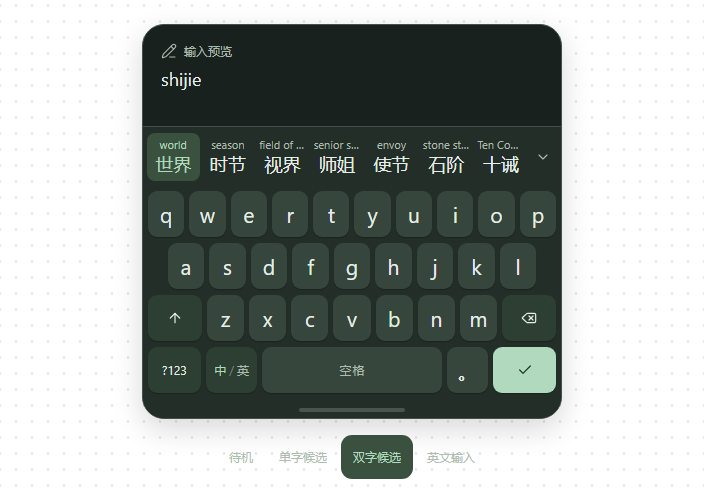 输入预览
shijie
world season field of ... senior s... envoy stone st... Ten Co...
世界 时节 视界 师姐 使节 石阶 十诫
q w e r t y u i o p
a s d f g h j k l
z x c v b n m
?123 中 / 英 空格 。
待机 单字候选 双字候选 英文输入